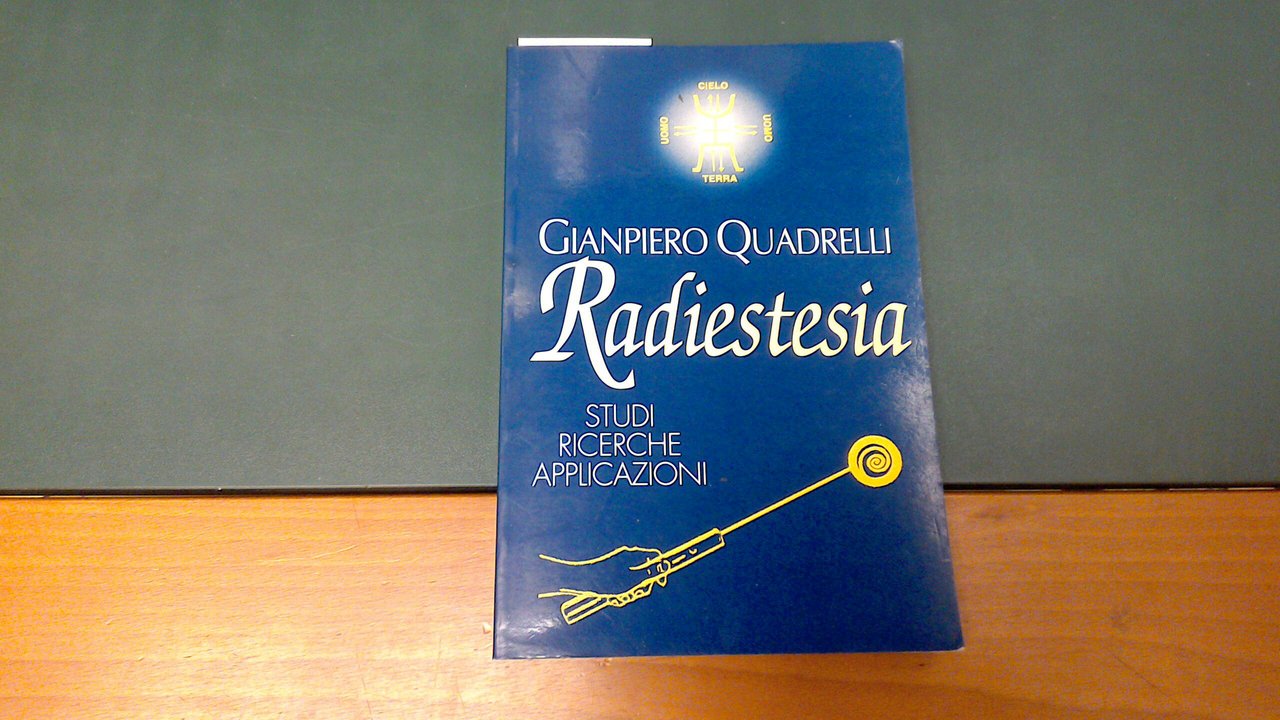 CIELO
UOMO
UOMO
TERRA
GIANPIERO QUADRELLI
Radiestesia
STUDI
RICERCHE
APPLICAZIONI